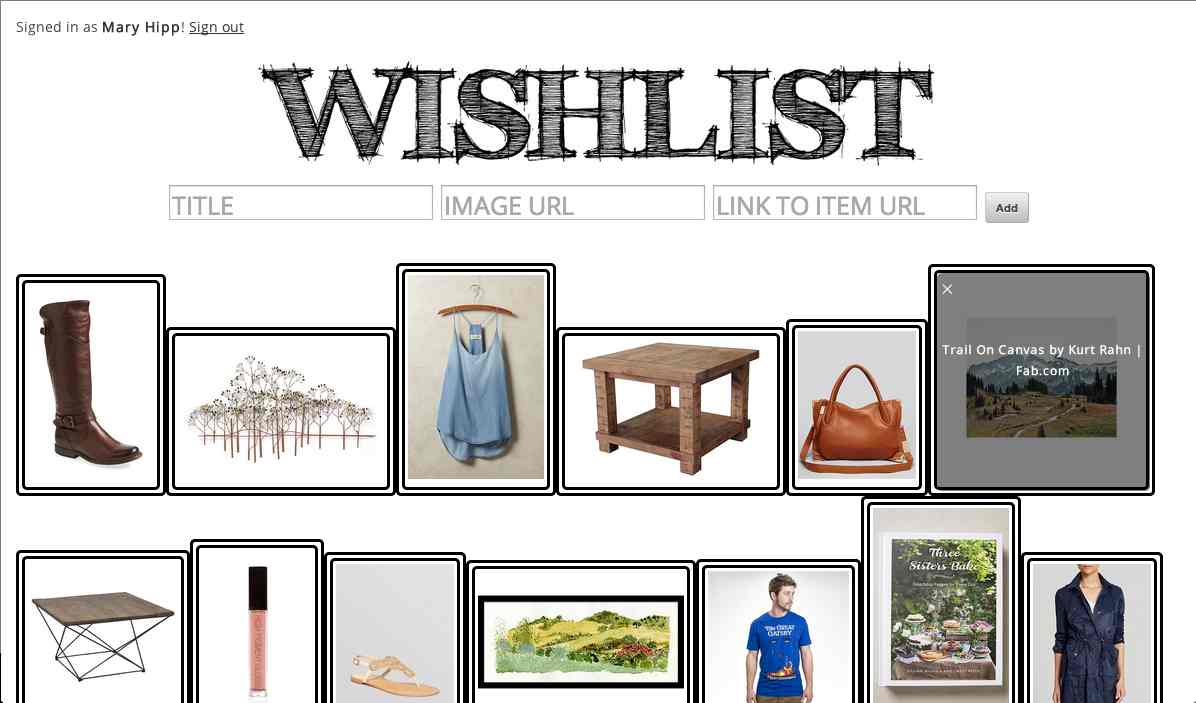 Signed in as Mary Hipp! Sign out
WISHLIST
TITLE
IMAGE URL
LINK TO ITEM URL
Add
Trail On Canvas by Kurt Rahn |
Fab.com
The GREAT
GATSBY
Three
Sisters Bake